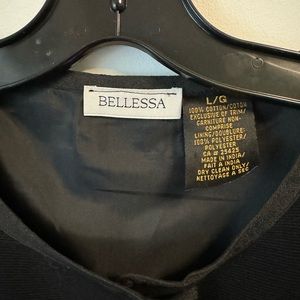 BELLESSA
L/G
100% COTTON/COTON
EXCLUSIVE OF TRIM/
GARNITURE NON-
COMPRISE
LINING/DOUBLURE:
100% POLYESTER/
POLYESTER
CA # 25425
MADE IN INDIA/
FAIT A INDIA
DRY CLEAN ONLY/
NETTOYAGE A SEC